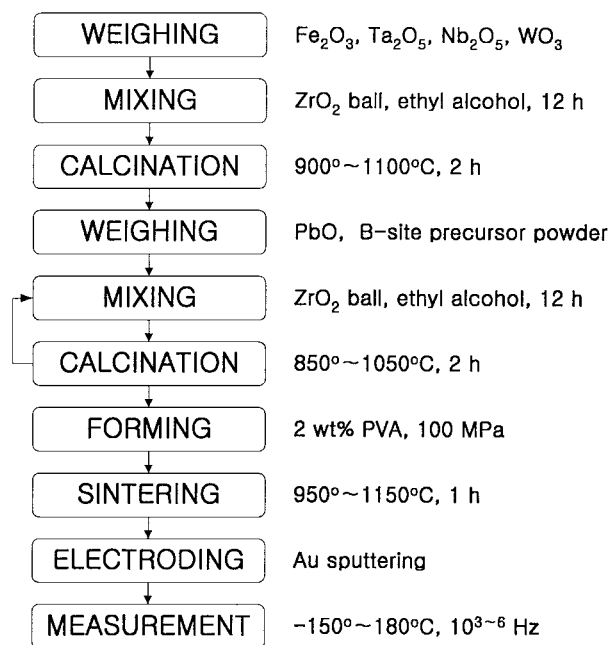 WEIGHING Fe₂O₃, Ta₂O₅, Nb₂O₅, WO₃
MIXING ZrO₂ ball, ethyl alcohol, 12 h
CALCINATION 900°~1100°C, 2 h
WEIGHING PbO, B-site precursor powder
MIXING ZrO₂ ball, ethyl alcohol, 12 h
CALCINATION 850°~1050°C, 2 h
FORMING 2 wt% PVA, 100 MPa
SINTERING 950°~1150°C, 1 h
ELECTRODING Au sputtering
MEASUREMENT -150°~180°C, 10³~⁶ Hz